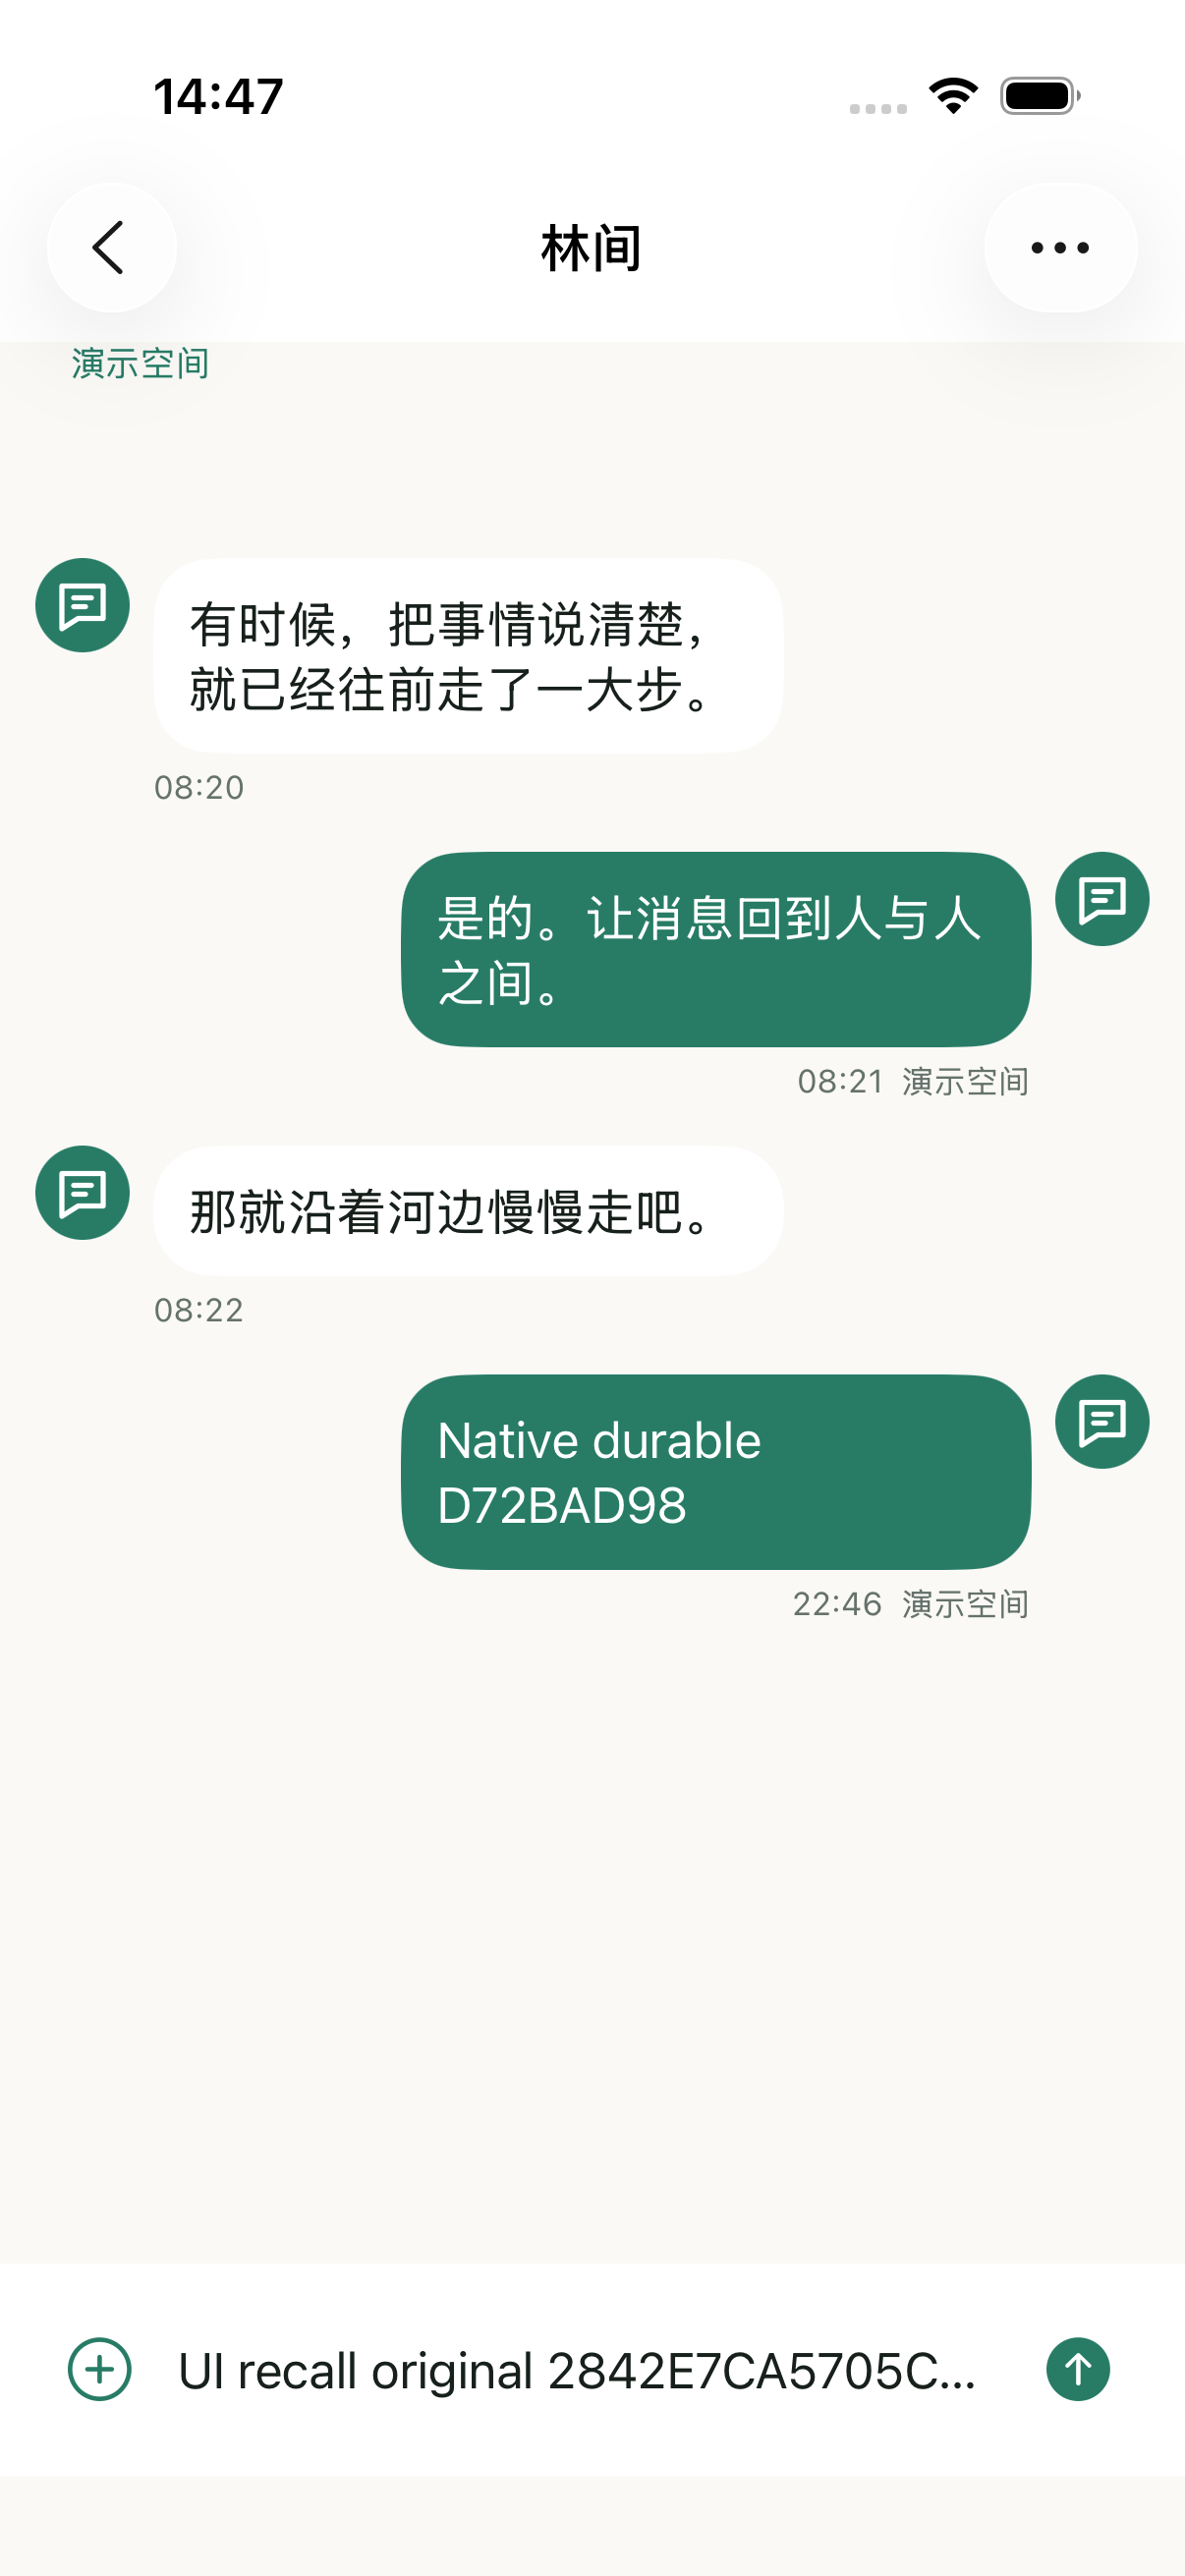 14:47
林间
演示空间
有时候，把事情说清楚，
就已经往前走了一大步。
08:20
是的。让消息回到人与人
之间。
08:21 演示空间
那就沿着河边慢慢走吧。
08:22
Native durable
D72BAD98
22:46 演示空间
UI recall original 2842E7CA5705C...